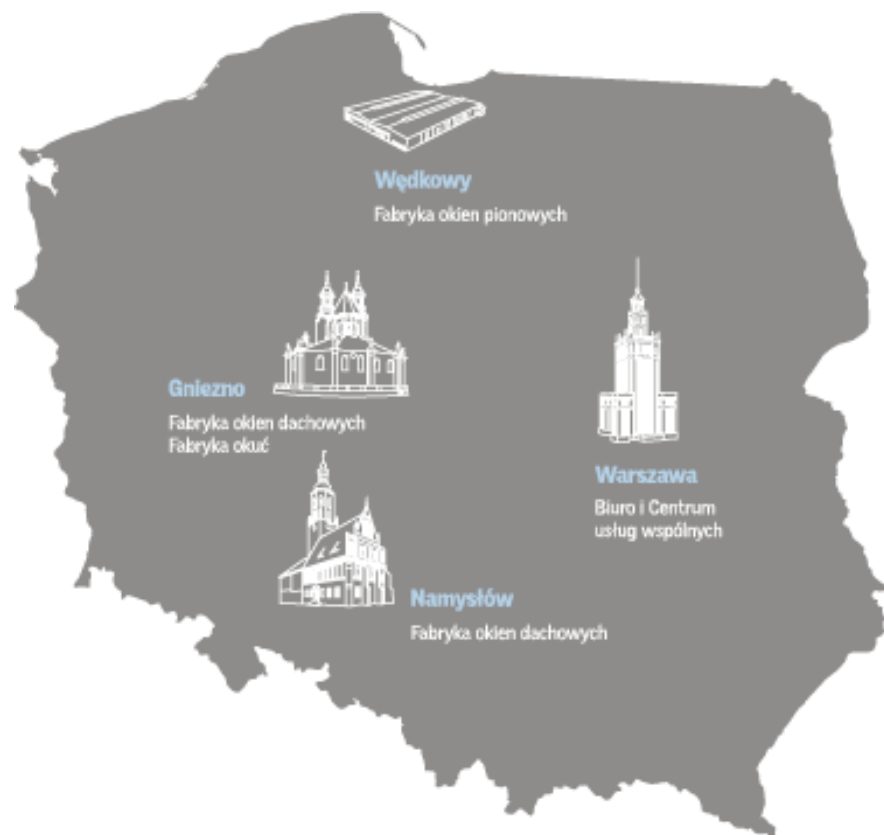 Wędkowy
Fabryka okien pionowych
Gniezno
Fabryka okien dachowych
Fabryka okuć
Warszawa
Biuro i Centrum
usług wspólnych
Namysłów
Fabryka okien dachowych